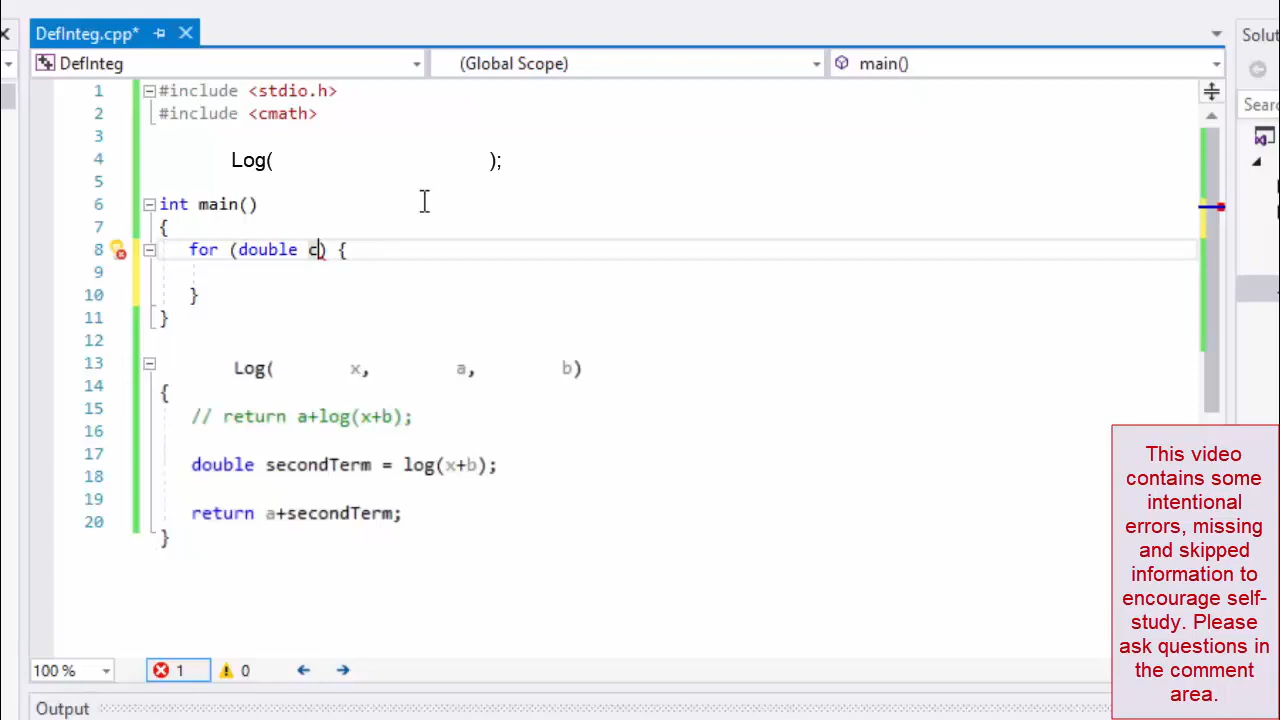 DefInteg.cpp*
Solut
DefInteg
(Global Scope)
main()
Sear
1 #include <stdio.h>
2 #include <cmath>
3
4 Log( );
5
6 int main()
7 {
8 for (double c) {
9
10 }
11 }
12
13 Log( x, a, b)
14 {
15 // return a+log(x+b);
16
17 double secondTerm = log(x+b);
18
19 return a+secondTerm;
20 }
This video
contains some
intentional
errors, missing
and skipped
information to
encourage self-
study. Please
ask questions in
the comment
area.
100 %
1
0
Output